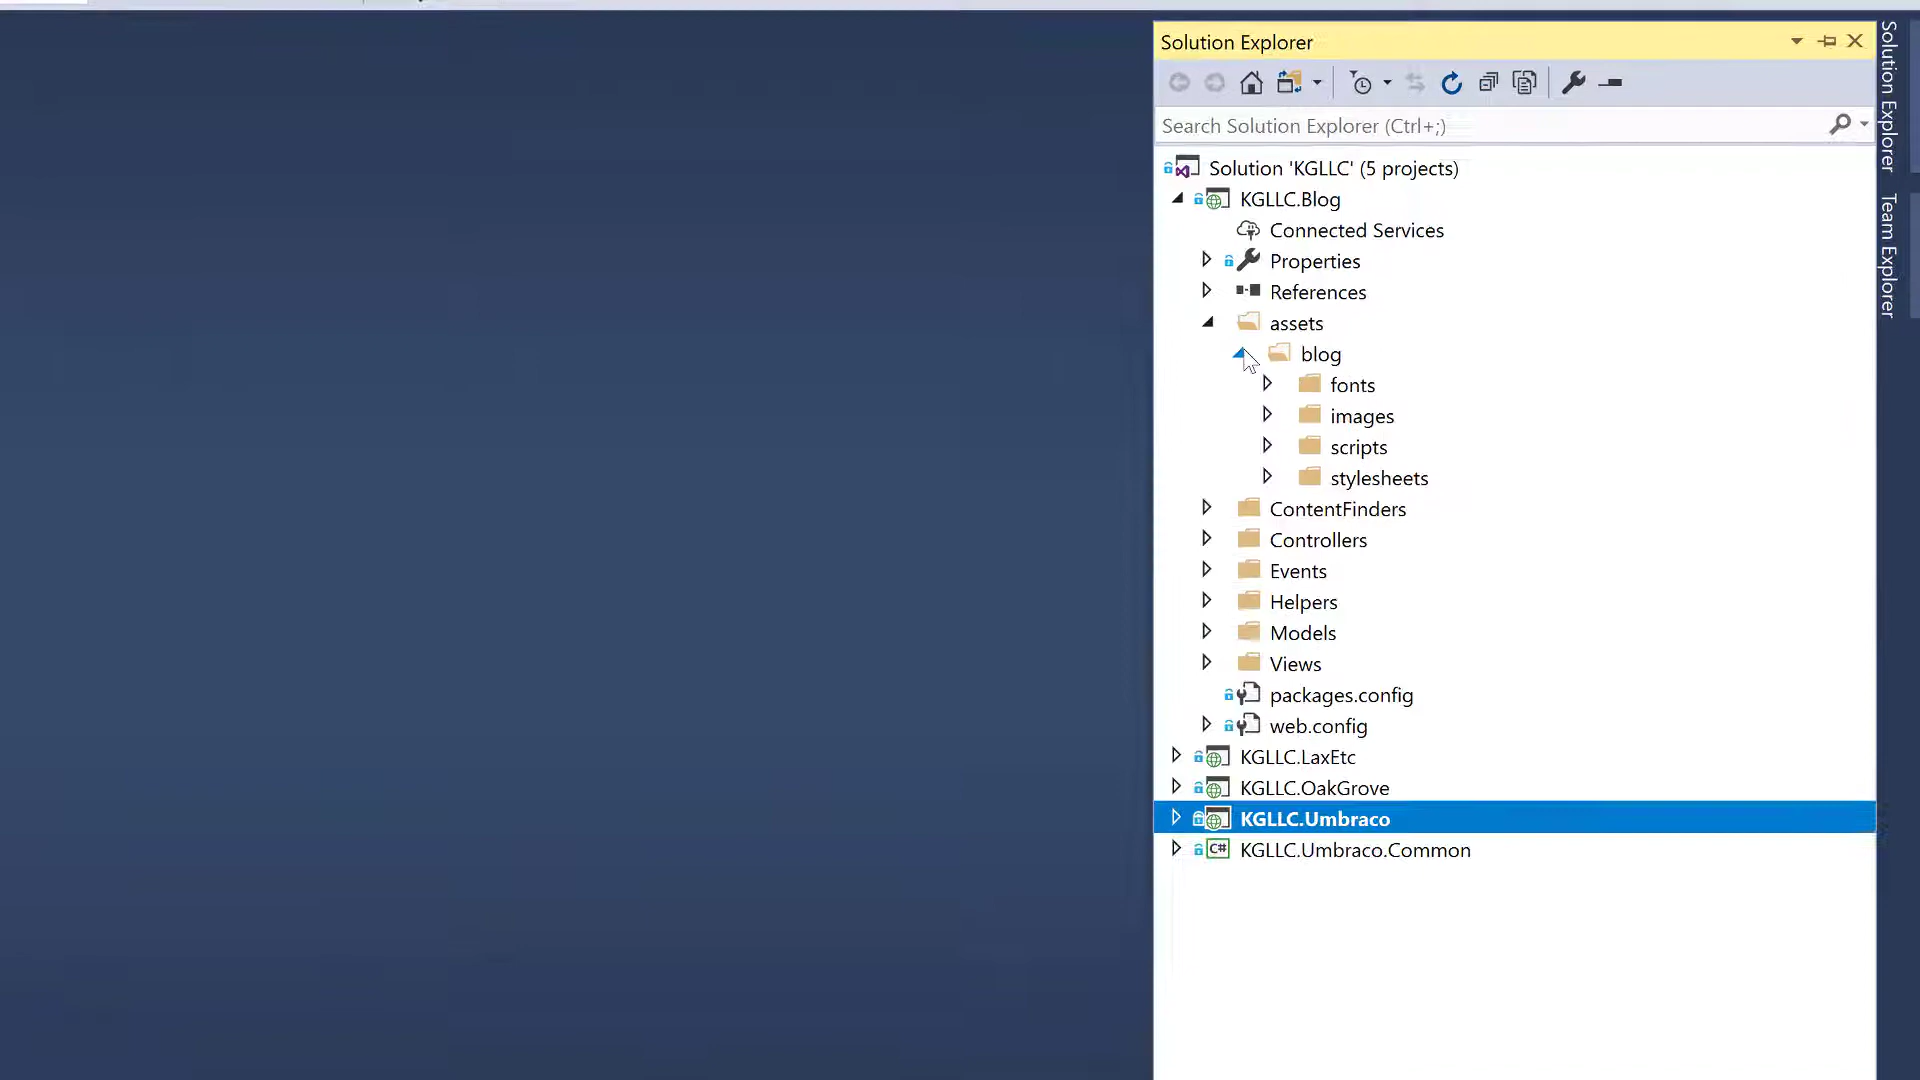 Solution Explorer
Search Solution Explorer (Ctrl+;)
Solution 'KGLLC' (5 projects)
KGLLC.Blog
Connected Services
Properties
References
assets
blog
fonts
images
scripts
stylesheets
ContentFinders
Controllers
Events
Helpers
Models
Views
packages.config
web.config
KGLLC.LaxEtc
KGLLC.OakGrove
KGLLC.Umbraco
C# KGLLC.Umbraco.Common
Solution Explorer
Team Explorer